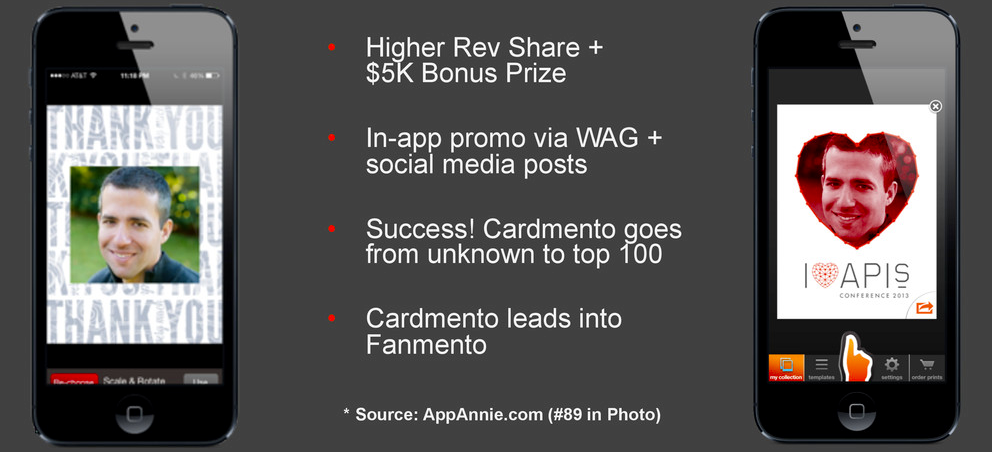 AT&T
11:18 PM
46%
THANK YOU
THANK YOU
Re-choose
Scale & Rotate
Use
• Higher Rev Share +
$5K Bonus Prize
• In-app promo via WAG +
social media posts
• Success! Cardmento goes
from unknown to top 100
• Cardmento leads into
Fanmento
* Source: AppAnnie.com (#89 in Photo)
I APIs
CONFERENCE 2013
my collection
templates
settings
order prints